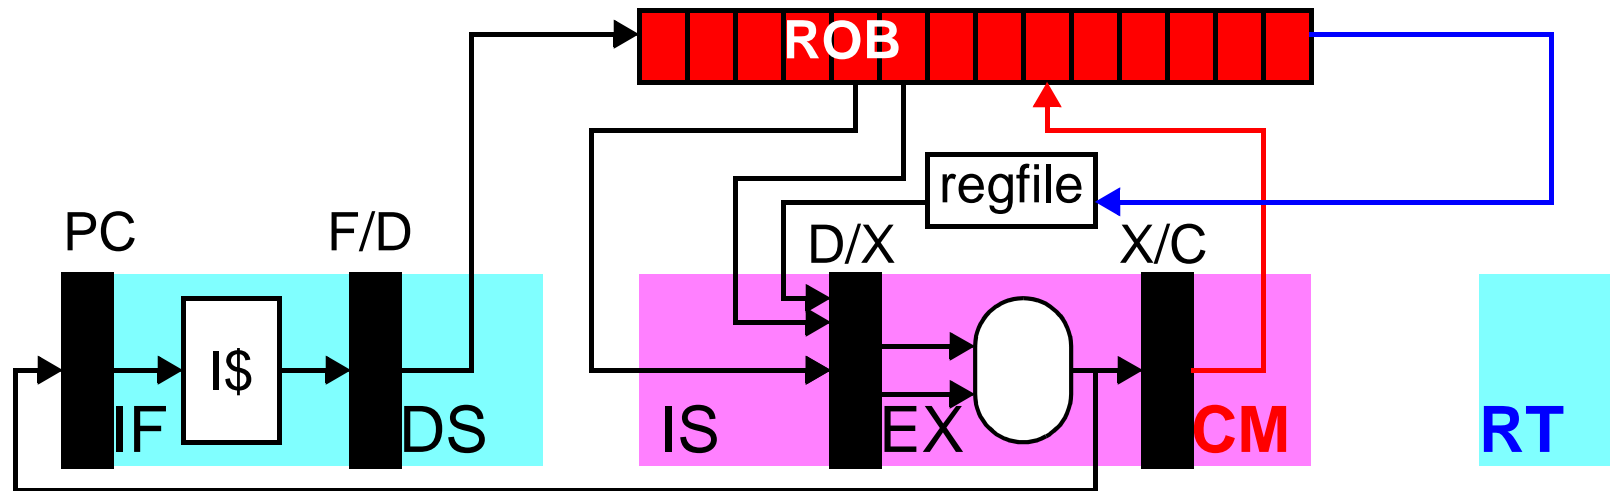 ROB
regfile
PC
F/D
D/X
X/C
I$
IF
DS
IS
EX
CM
RT